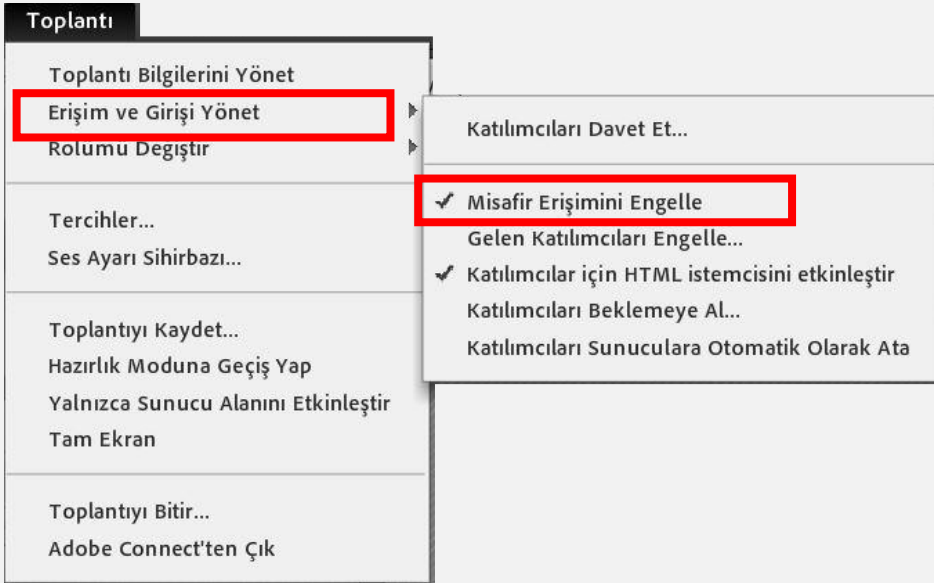 Toplantı
Toplantı Bilgilerini Yönet
Erişim ve Girişi Yönet
Rolümü Değiştir
Tercihler...
Ses Ayarı Sihirbazı...
Toplantıyı Kaydet...
Hazırlık Moduna Geçiş Yap
Yalnızca Sunucu Alanını Etkinleştir
Tam Ekran
Toplantıyı Bitir...
Adobe Connect'ten Çık
Katılımcıları Davet Et...
Misafir Erişimini Engelle
Gelen Katılımcıları Engelle...
Katılımcılar için HTML istemcisini etkinleştir
Katılımcıları Beklemeye Al...
Katılımcıları Sunuculara Otomatik Olarak Ata